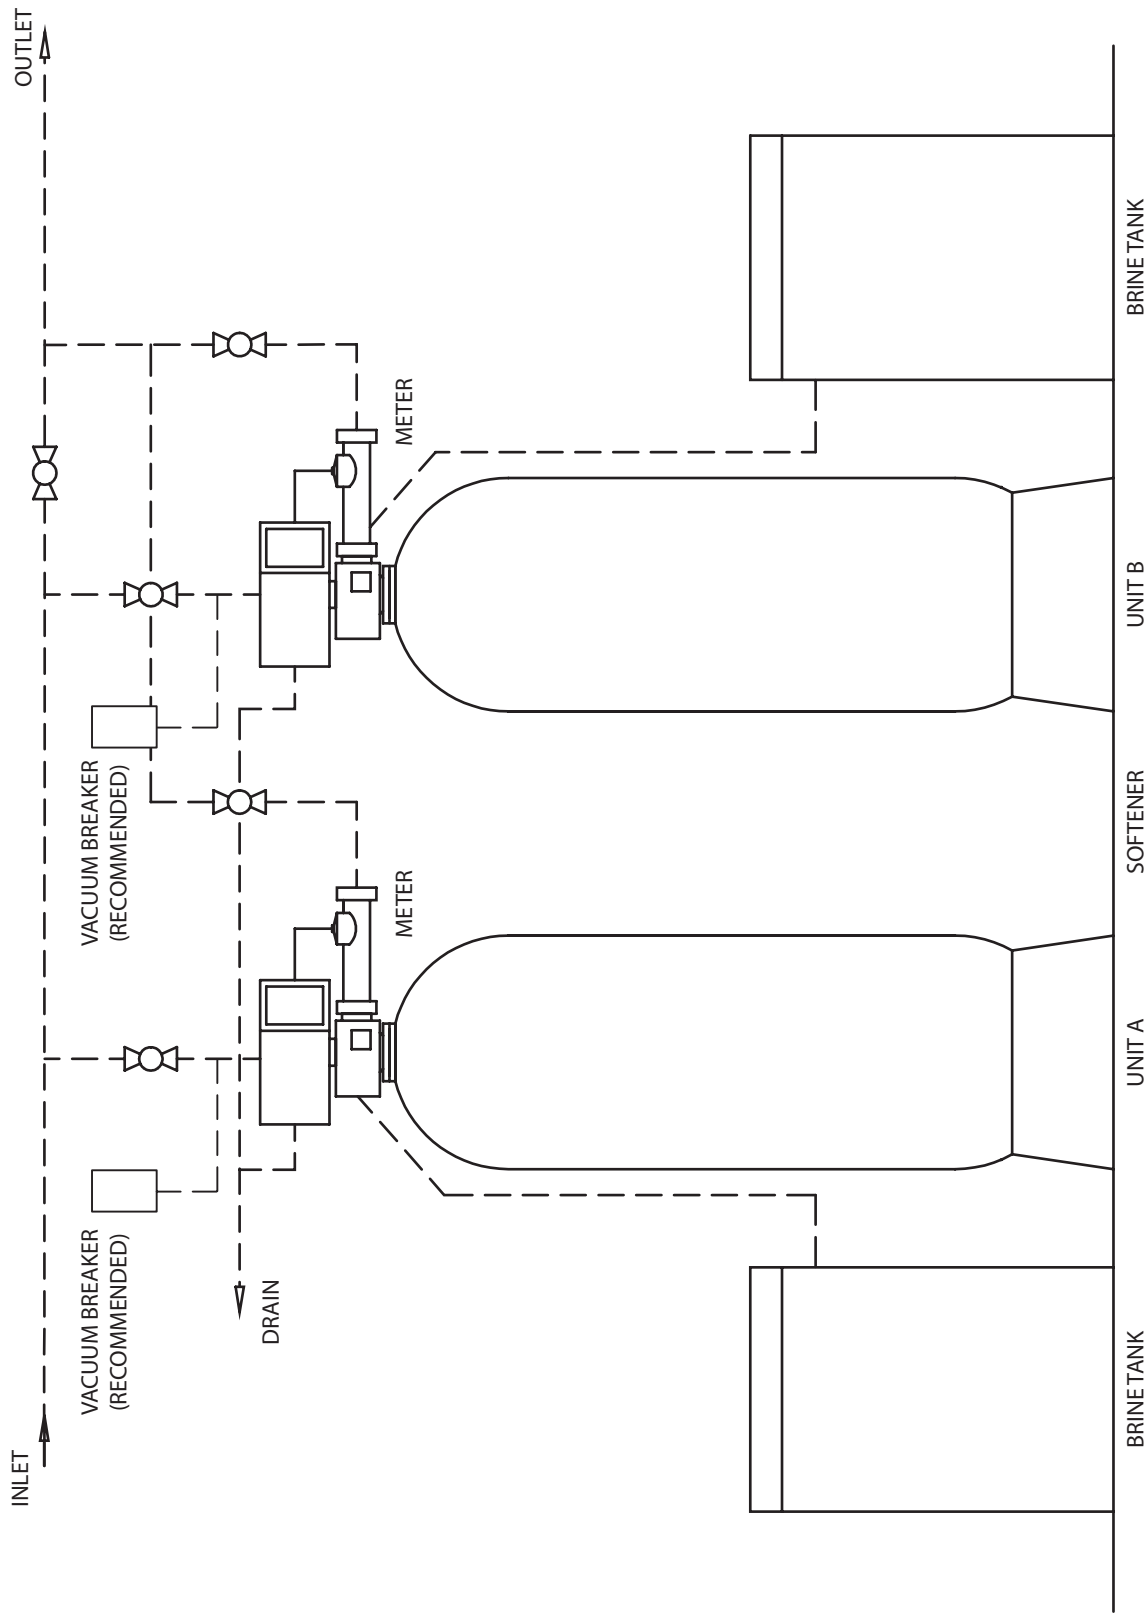 INLET
OUTLET
VACUUM BREAKER
(RECOMMENDED)
VACUUM BREAKER
(RECOMMENDED)
DRAIN
METER
METER
BRINE TANK
UNIT A
SOFTENER
UNIT B
BRINE TANK